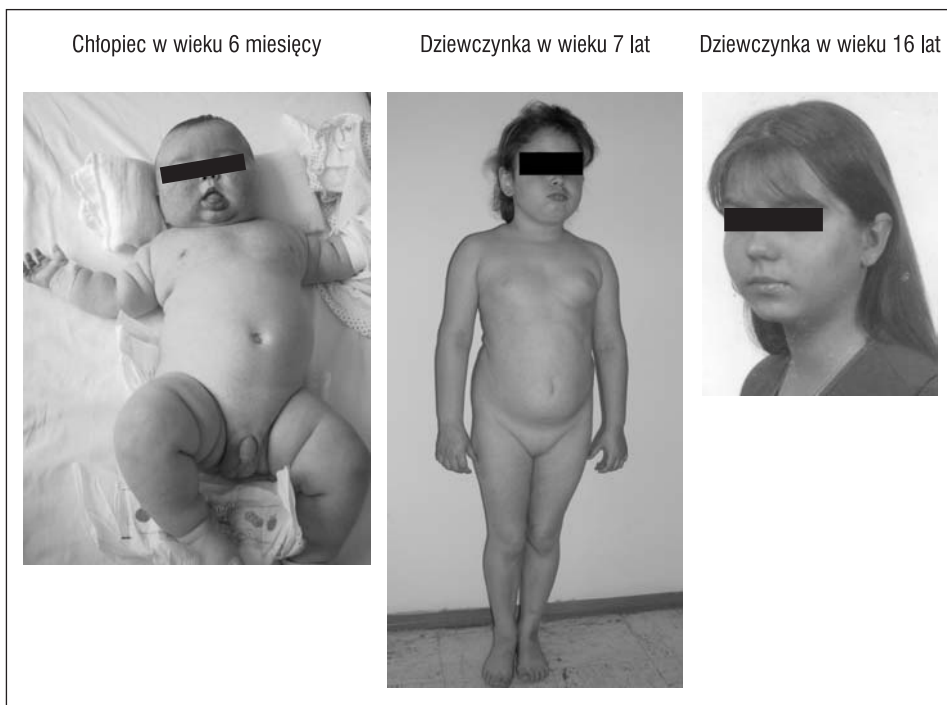 Chłopiec w wieku 6 miesięcy
Dziewczynka w wieku 7 lat
Dziewczynka w wieku 16 lat